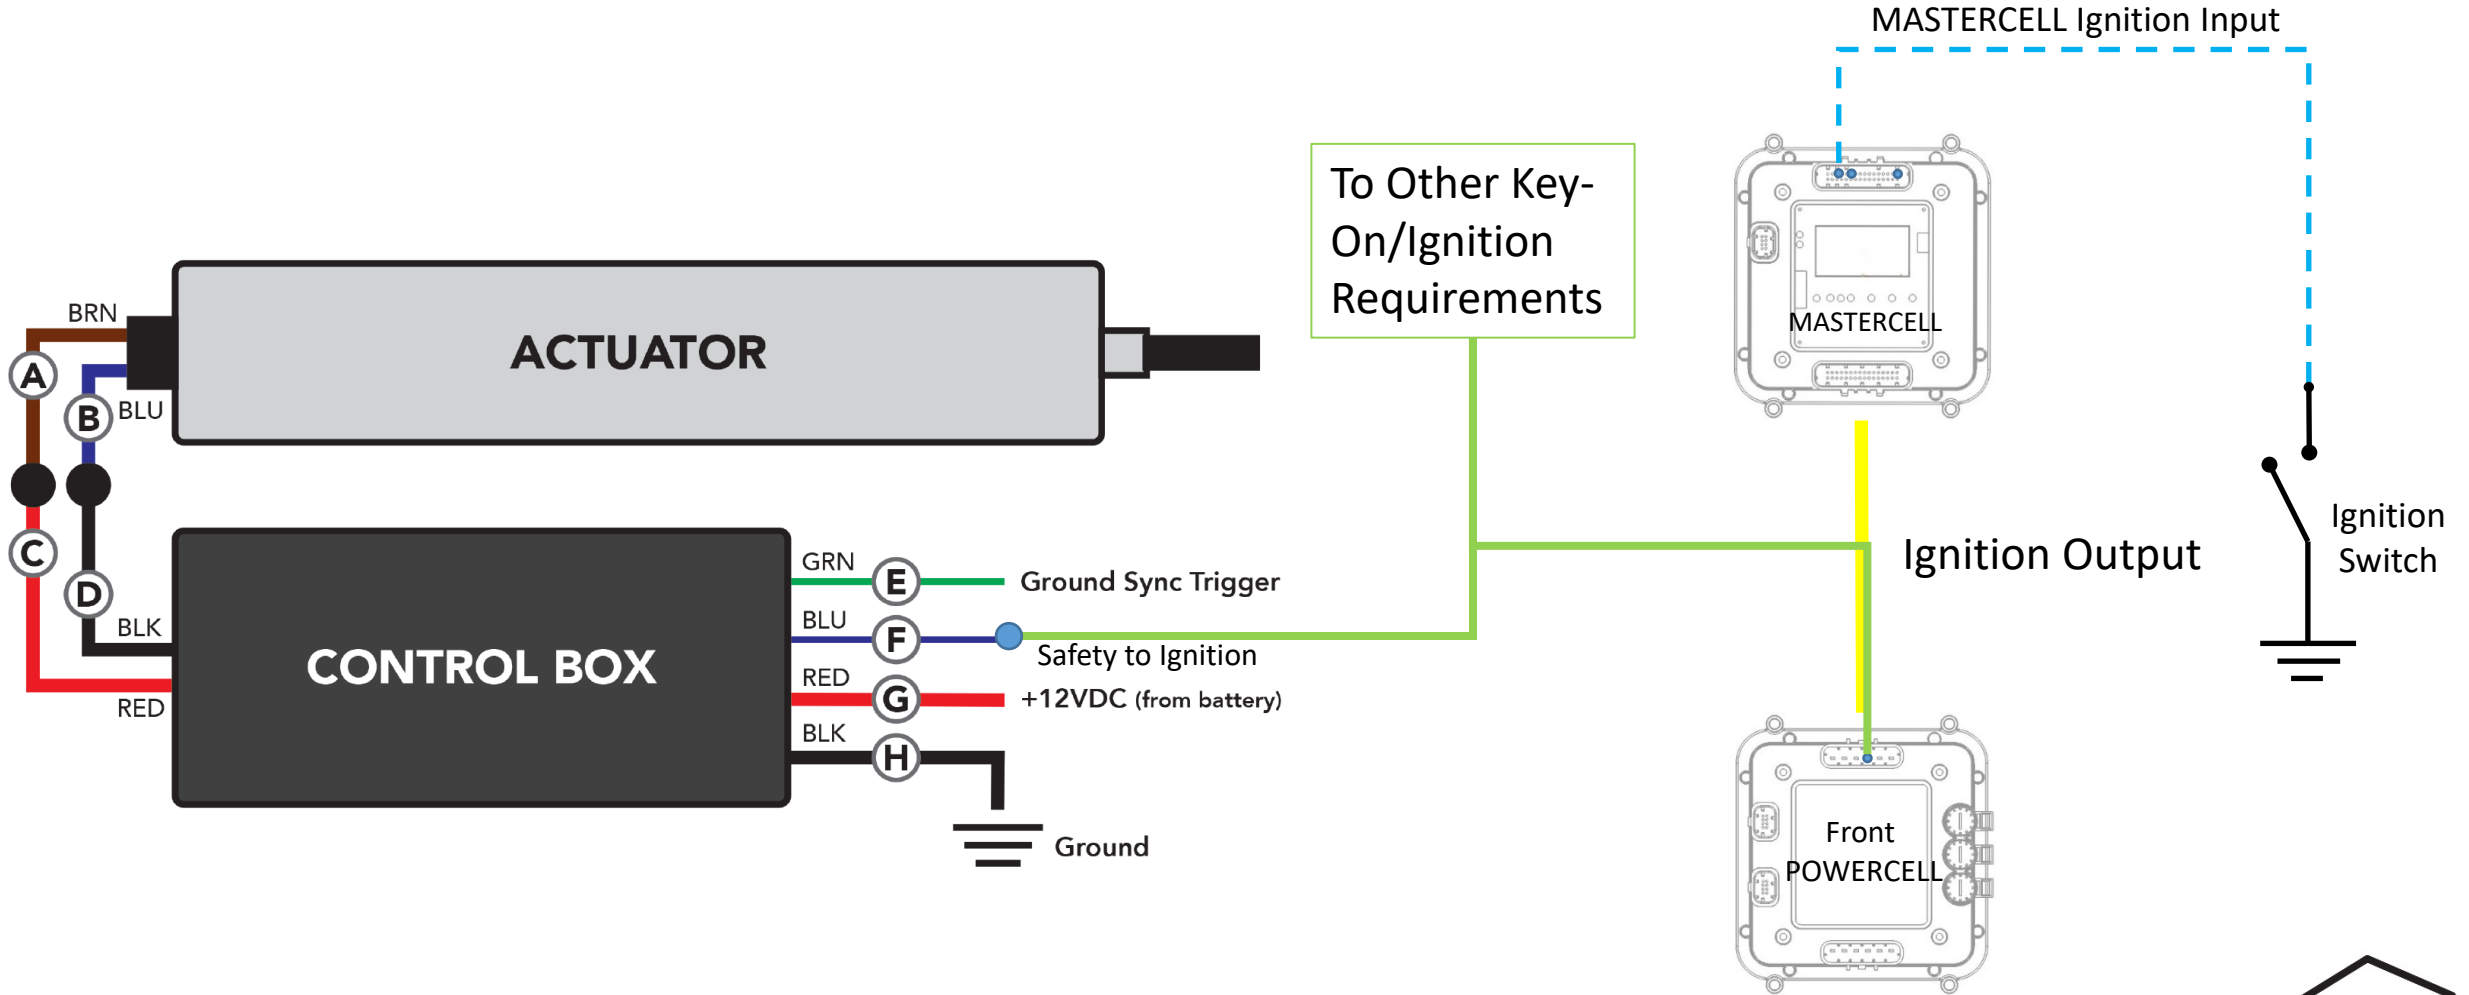 MASTERCELL Ignition Input
To Other Key-
On/Ignition
Requirements
MASTERCELL
BRN
A
B
BLU
ACTUATOR
C
D
BLK
RED
CONTROL BOX
GRN
E
Ground Sync Trigger
BLU
F
Safety to Ignition
RED
G
+12VDC (from battery)
BLK
H
Ground
Ignition Output
Ignition
Switch
Front
POWERCELL